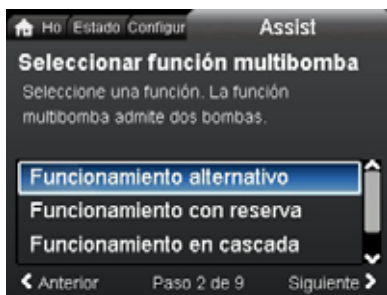 Ho Estado Configur Assist
Seleccionar función multibomba
Seleccione una función. La función
multibomba admite dos bombas.
Funcionamiento alternativo
Funcionamiento con reserva
Funcionamiento en cascada
Anterior Paso 2 de 9 Siguiente